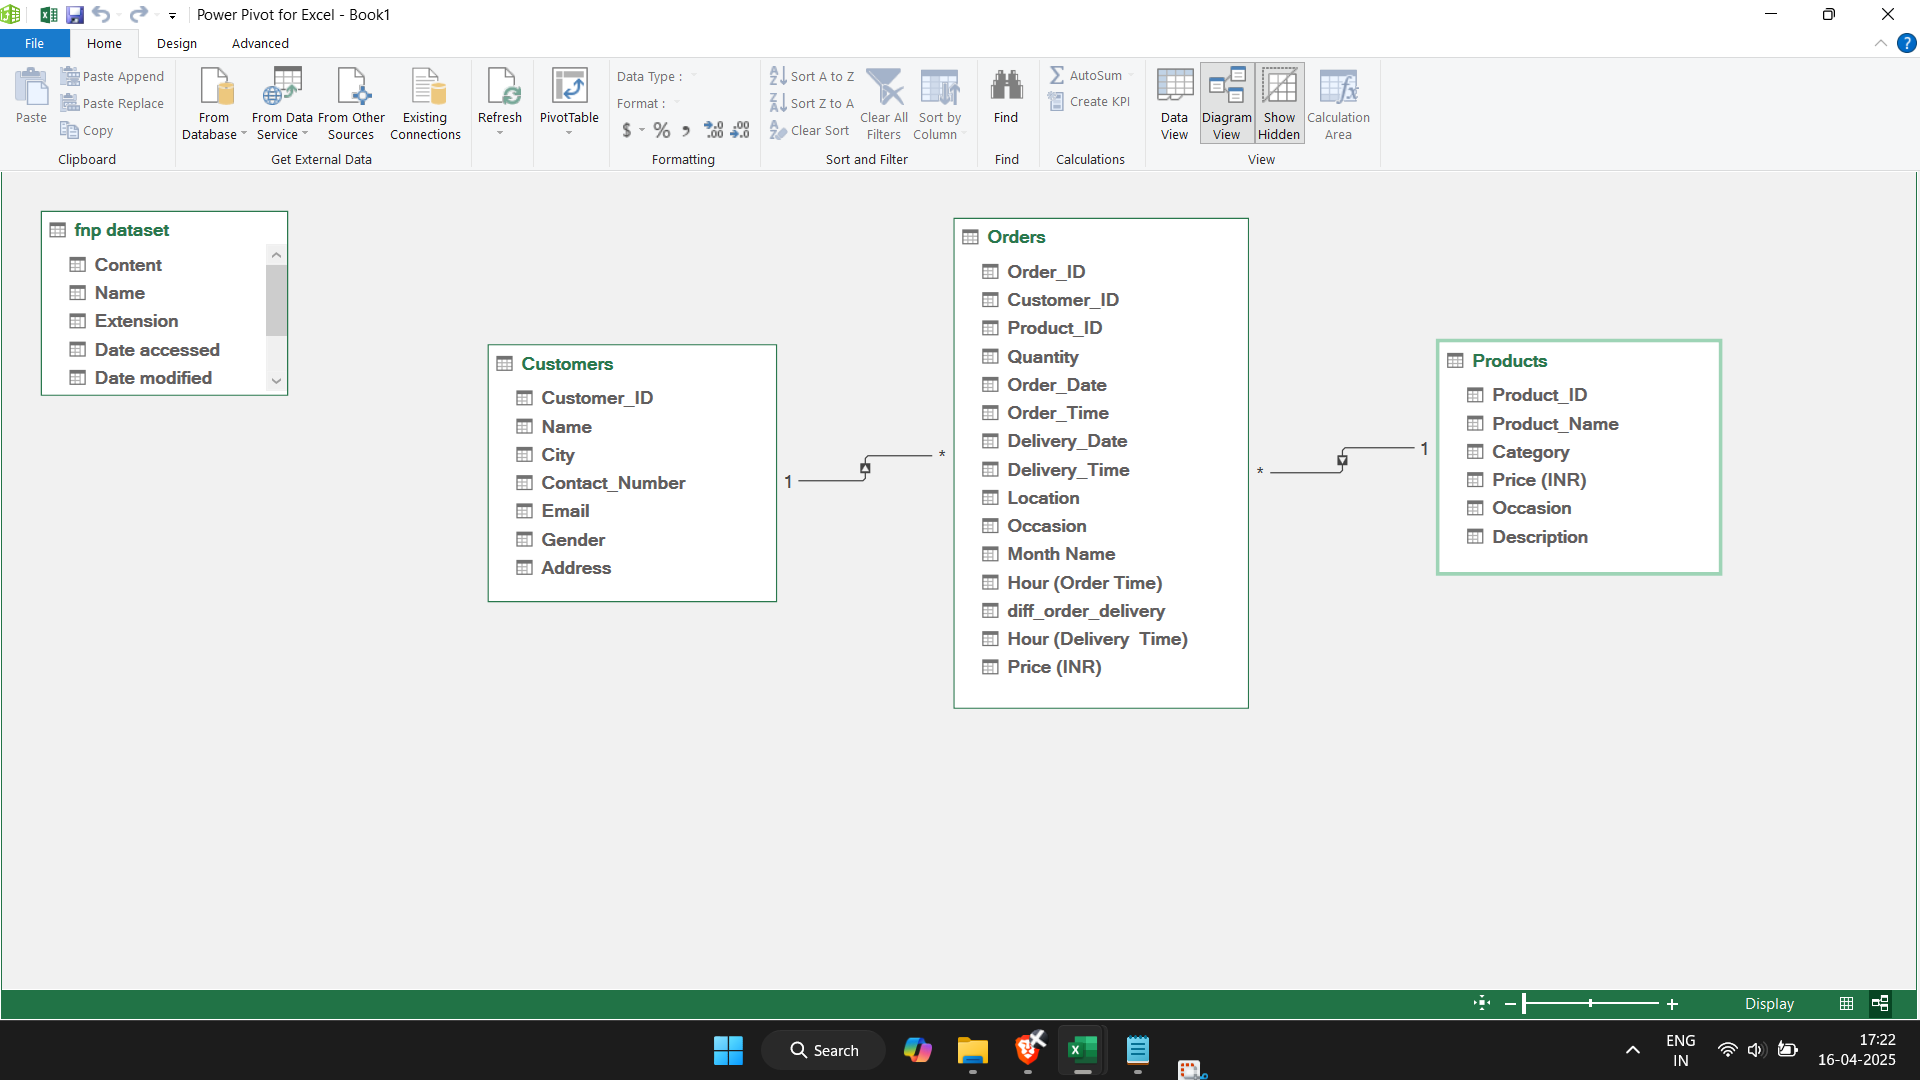 Power Pivot for Excel - Book1
File Home Design Advanced
Paste
Paste Append
Paste Replace
Copy
Clipboard
From Database
From Data Service
From Other Sources
Existing Connections
Get External Data
Refresh
PivotTable
Data Type :
Format :
$ % ,
Formatting
Sort A to Z
Sort Z to A
Clear Sort
Clear All Filters
Sort by Column
Sort and Filter
Find
Find
AutoSum
Create KPI
Calculations
Data View
Diagram View
Show Hidden
Calculation Area
View
fnp dataset
Content
Name
Extension
Date accessed
Date modified
Customers
Customer_ID
Name
City
Contact_Number
Email
Gender
Address
1
*
Orders
Order_ID
Customer_ID
Product_ID
Quantity
Order_Date
Order_Time
Delivery_Date
Delivery_Time
Location
Occasion
Month Name
Hour (Order Time)
diff_order_delivery
Hour (Delivery  Time)
Price (INR)
*
1
Products
Product_ID
Product_Name
Category
Price (INR)
Occasion
Description
Display
Search
ENG
IN
17:22
16-04-2025